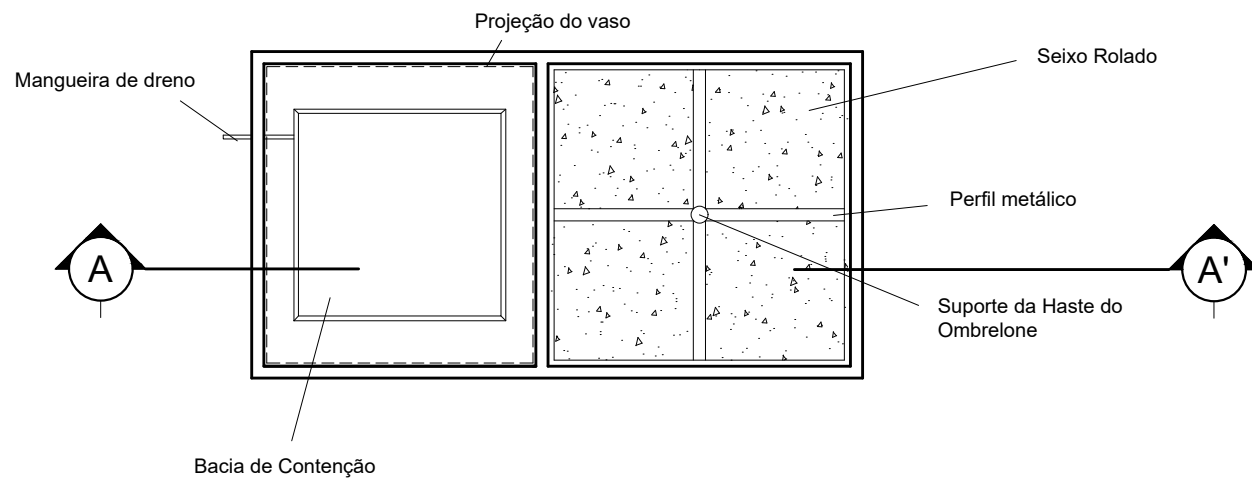 Projeção do vaso
Seixo Rolado
Mangueira de dreno
Perfil metálico
A
A'
Suporte da Haste do
Ombrelone
Bacia de Contenção